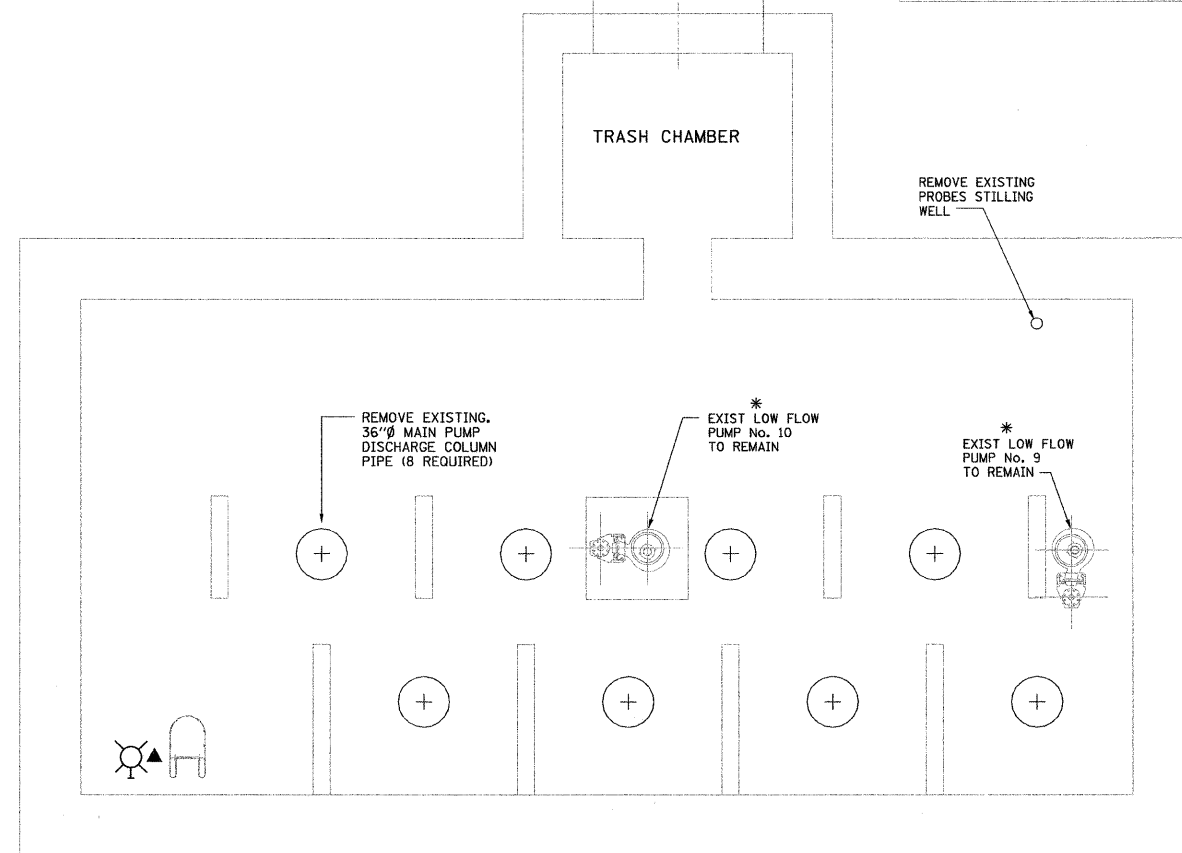 TRASH CHAMBER
REMOVE EXISTING
PROBES STILLING
WELL
REMOVE EXISTING.
36"Ø MAIN PUMP
DISCHARGE COLUMN
PIPE (8 REQUIRED)
*
EXIST LOW FLOW
PUMP No. 10
TO REMAIN
*
EXIST LOW FLOW
PUMP No. 9
TO REMAIN